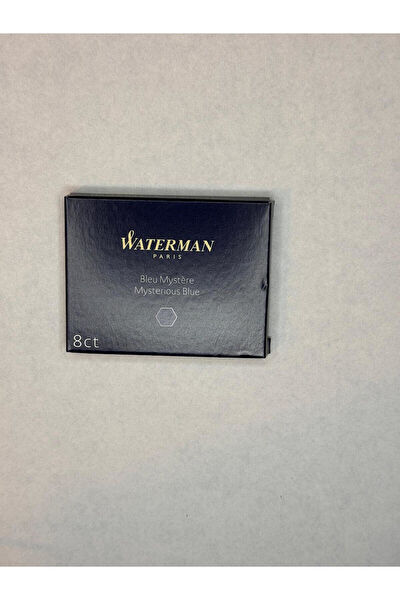 WATERMAN
PARIS
Bleu Mystère
Mysterious Blue
8ct